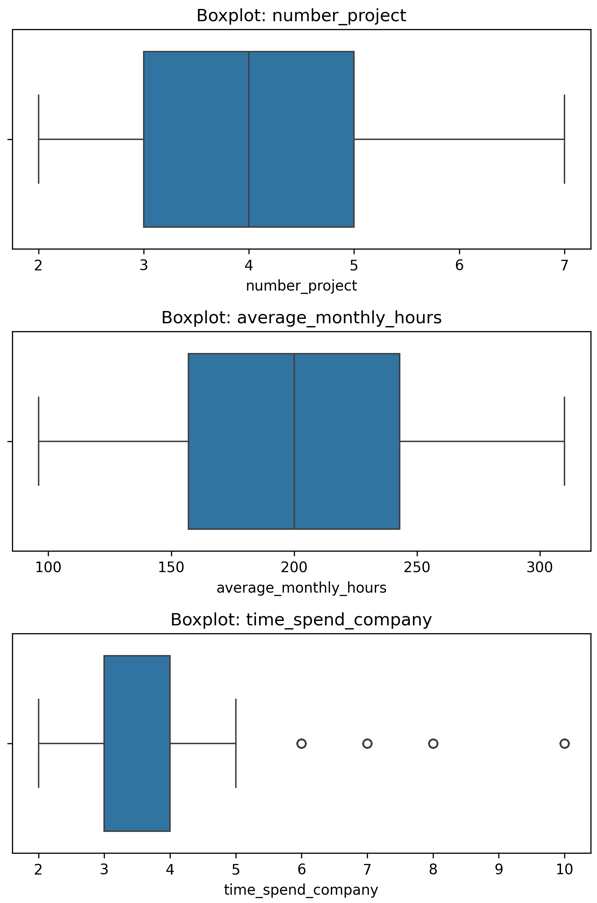 Boxplot: number_project
2 3 4 5 6 7
number_project
Boxplot: average_monthly_hours
100 150 200 250 300
average_monthly_hours
Boxplot: time_spend_company
2 3 4 5 6 7 8 9 10
time_spend_company